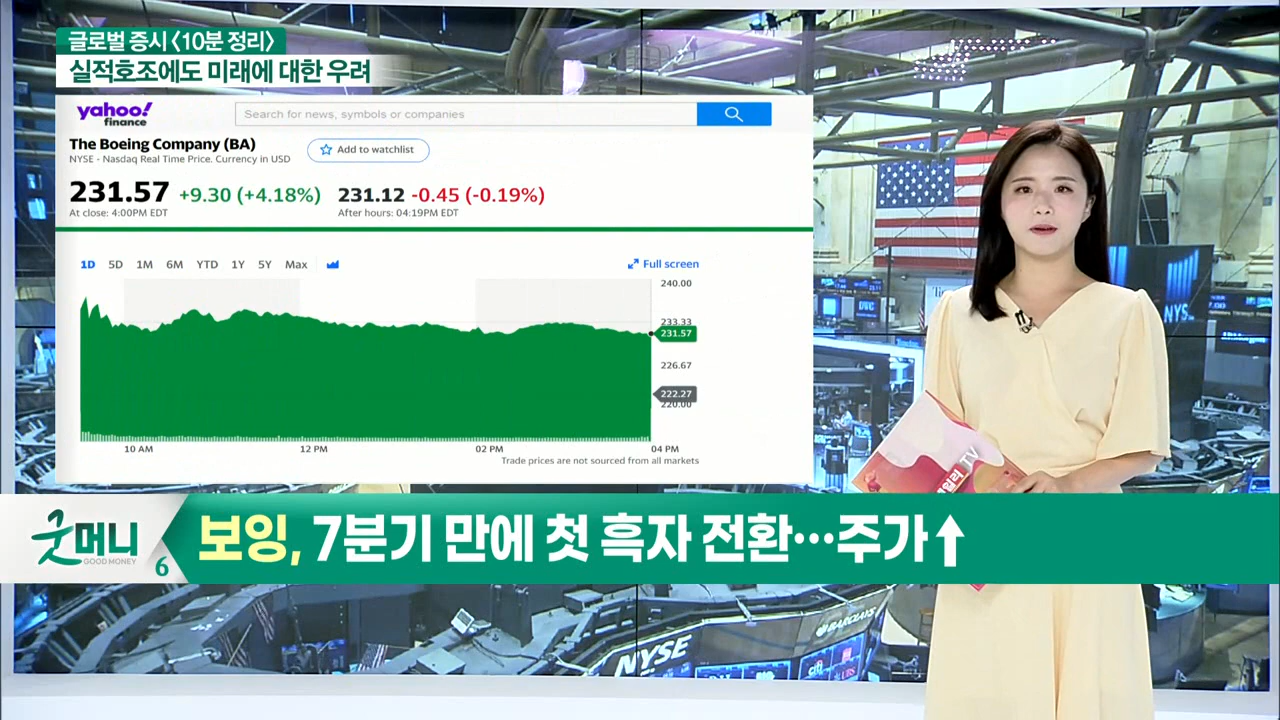 글로벌 증시 <10분 정리>
실적호조에도 미래에 대한 우려
yahoo!
finance
Search for news, symbols or companies
The Boeing Company (BA)
NYSE - Nasdaq Real Time Price. Currency in USD
Add to watchlist
231.57 +9.30 (+4.18%) 231.12 -0.45 (-0.19%)
At close: 4:00PM EDT After hours: 04:19PM EDT
1D 5D 1M 6M YTD 1Y 5Y Max
Full screen
240.00
233.33
231.57
226.67
222.27
220.00
10 AM 12 PM 02 PM 04 PM
Trade prices are not sourced from all markets
NYS
TV
굿머니
GOOD MONEY
6
보잉, 7분기 만에 첫 흑자 전환…주가↑
NYSE
BARCLAYS
citi
UBS